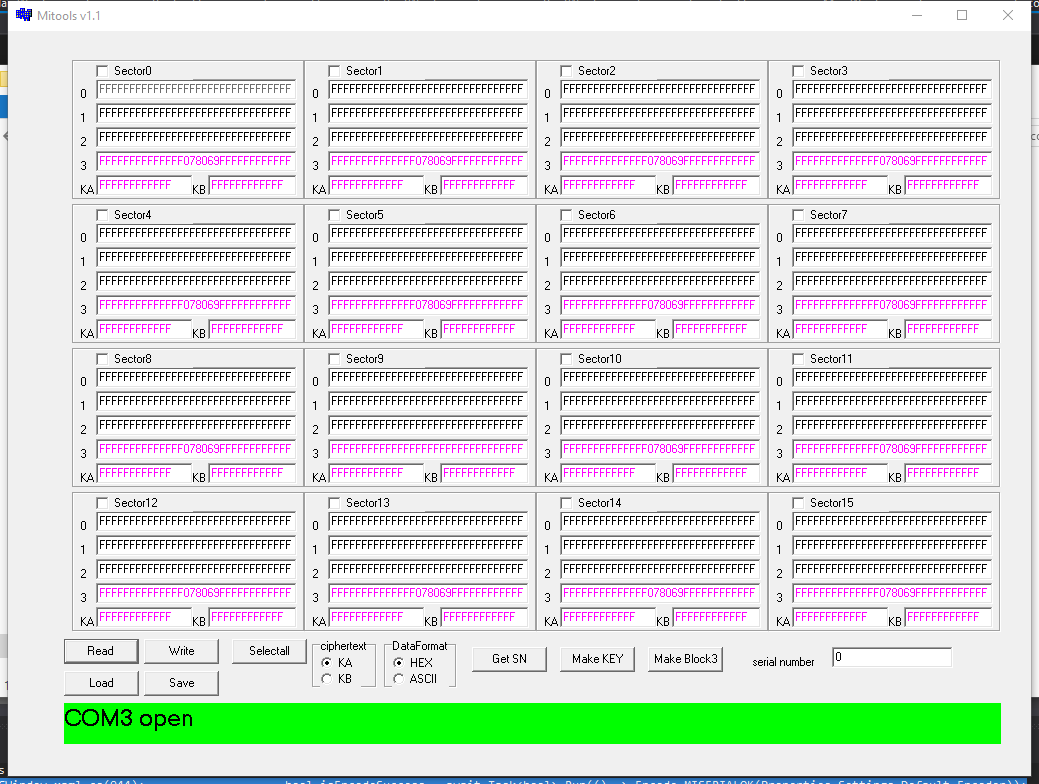 Mitools v1.1
Sector0 Sector1 Sector2 Sector3
0 FFFFFFFFFFFFFFFFFFFFFFFFFFFFFFFF 0 FFFFFFFFFFFFFFFFFFFFFFFFFFFFFFFF 0 FFFFFFFFFFFFFFFFFFFFFFFFFFFFFFFF 0 FFFFFFFFFFFFFFFFFFFFFFFFFFFFFFFF
1 FFFFFFFFFFFFFFFFFFFFFFFFFFFFFFFF 1 FFFFFFFFFFFFFFFFFFFFFFFFFFFFFFFF 1 FFFFFFFFFFFFFFFFFFFFFFFFFFFFFFFF 1 FFFFFFFFFFFFFFFFFFFFFFFFFFFFFFFF
2 FFFFFFFFFFFFFFFFFFFFFFFFFFFFFFFF 2 FFFFFFFFFFFFFFFFFFFFFFFFFFFFFFFF 2 FFFFFFFFFFFFFFFFFFFFFFFFFFFFFFFF 2 FFFFFFFFFFFFFFFFFFFFFFFFFFFFFFFF
3 FFFFFFFFFFFFFF078069FFFFFFFFFFFF 3 FFFFFFFFFFFFFF078069FFFFFFFFFFFF 3 FFFFFFFFFFFFFF078069FFFFFFFFFFFF 3 FFFFFFFFFFFFFF078069FFFFFFFFFFFF
KA FFFFFFFFFFFF KB FFFFFFFFFFFF KA FFFFFFFFFFFF KB FFFFFFFFFFFF KA FFFFFFFFFFFF KB FFFFFFFFFFFF KA FFFFFFFFFFFF KB FFFFFFFFFFFF
Sector4 Sector5 Sector6 Sector7
0 FFFFFFFFFFFFFFFFFFFFFFFFFFFFFFFF 0 FFFFFFFFFFFFFFFFFFFFFFFFFFFFFFFF 0 FFFFFFFFFFFFFFFFFFFFFFFFFFFFFFFF 0 FFFFFFFFFFFFFFFFFFFFFFFFFFFFFFFF
1 FFFFFFFFFFFFFFFFFFFFFFFFFFFFFFFF 1 FFFFFFFFFFFFFFFFFFFFFFFFFFFFFFFF 1 FFFFFFFFFFFFFFFFFFFFFFFFFFFFFFFF 1 FFFFFFFFFFFFFFFFFFFFFFFFFFFFFFFF
2 FFFFFFFFFFFFFFFFFFFFFFFFFFFFFFFF 2 FFFFFFFFFFFFFFFFFFFFFFFFFFFFFFFF 2 FFFFFFFFFFFFFFFFFFFFFFFFFFFFFFFF 2 FFFFFFFFFFFFFFFFFFFFFFFFFFFFFFFF
3 FFFFFFFFFFFFFF078069FFFFFFFFFFFF 3 FFFFFFFFFFFFFF078069FFFFFFFFFFFF 3 FFFFFFFFFFFFFF078069FFFFFFFFFFFF 3 FFFFFFFFFFFFFF078069FFFFFFFFFFFF
KA FFFFFFFFFFFF KB FFFFFFFFFFFF KA FFFFFFFFFFFF KB FFFFFFFFFFFF KA FFFFFFFFFFFF KB FFFFFFFFFFFF KA FFFFFFFFFFFF KB FFFFFFFFFFFF
Sector8 Sector9 Sector10 Sector11
0 FFFFFFFFFFFFFFFFFFFFFFFFFFFFFFFF 0 FFFFFFFFFFFFFFFFFFFFFFFFFFFFFFFF 0 FFFFFFFFFFFFFFFFFFFFFFFFFFFFFFFF 0 FFFFFFFFFFFFFFFFFFFFFFFFFFFFFFFF
1 FFFFFFFFFFFFFFFFFFFFFFFFFFFFFFFF 1 FFFFFFFFFFFFFFFFFFFFFFFFFFFFFFFF 1 FFFFFFFFFFFFFFFFFFFFFFFFFFFFFFFF 1 FFFFFFFFFFFFFFFFFFFFFFFFFFFFFFFF
2 FFFFFFFFFFFFFFFFFFFFFFFFFFFFFFFF 2 FFFFFFFFFFFFFFFFFFFFFFFFFFFFFFFF 2 FFFFFFFFFFFFFFFFFFFFFFFFFFFFFFFF 2 FFFFFFFFFFFFFFFFFFFFFFFFFFFFFFFF
3 FFFFFFFFFFFFFF078069FFFFFFFFFFFF 3 FFFFFFFFFFFFFFFFFFFFFFFFFFFFFFFF 3 FFFFFFFFFFFFFF078069FFFFFFFFFFFF 3 FFFFFFFFFFFFFF078069FFFFFFFFFFFF
KA FFFFFFFFFFFF KB FFFFFFFFFFFF KA FFFFFFFFFFFF KB FFFFFFFFFFFF KA FFFFFFFFFFFF KB FFFFFFFFFFFF KA FFFFFFFFFFFF KB FFFFFFFFFFFF
Sector12 Sector13 Sector14 Sector15
0 FFFFFFFFFFFFFFFFFFFFFFFFFFFFFFFF 0 FFFFFFFFFFFFFFFFFFFFFFFFFFFFFFFF 0 FFFFFFFFFFFFFFFFFFFFFFFFFFFFFFFF 0 FFFFFFFFFFFFFFFFFFFFFFFFFFFFFFFF
1 FFFFFFFFFFFFFFFFFFFFFFFFFFFFFFFF 1 FFFFFFFFFFFFFFFFFFFFFFFFFFFFFFFF 1 FFFFFFFFFFFFFFFFFFFFFFFFFFFFFFFF 1 FFFFFFFFFFFFFFFFFFFFFFFFFFFFFFFF
2 FFFFFFFFFFFFFFFFFFFFFFFFFFFFFFFF 2 FFFFFFFFFFFFFFFFFFFFFFFFFFFFFFFF 2 FFFFFFFFFFFFFFFFFFFFFFFFFFFFFFFF 2 FFFFFFFFFFFFFFFFFFFFFFFFFFFFFFFF
3 FFFFFFFFFFFFFF078069FFFFFFFFFFFF 3 FFFFFFFFFFFFFF078069FFFFFFFFFFFF 3 FFFFFFFFFFFFFF078069FFFFFFFFFFFF 3 FFFFFFFFFFFFFF078069FFFFFFFFFFFF
KA FFFFFFFFFFFF KB FFFFFFFFFFFF KA FFFFFFFFFFFF KB FFFFFFFFFFFF KA FFFFFFFFFFFF KB FFFFFFFFFFFF KA FFFFFFFFFFFF KB FFFFFFFFFFFF
Read Write Selectall ciphertext DataFormat
KA HEX Get SN Make KEY Make Block3 serial number 0
KB ASCII
Load Save
COM3 open